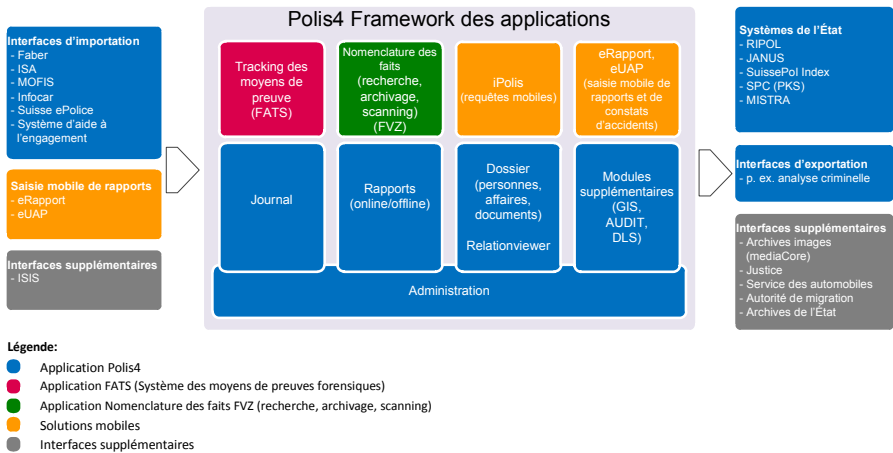 Polis4 Framework des applications
Interfaces d'importation
- Faber
- ISA
- MOFIS
- Infocar
- Suisse ePolice
- Système d'aide à
l'engagement
Saisie mobile de rapports
- eRapport
- eUAP
Interfaces supplémentaires
- ISIS
Tracking des
moyens de
preuve
(FATS)
Nomenclature des
faits
(recherche,
archivage,
scanning)
(FVZ)
iPolis
(requêtes mobiles)
eRapport,
eUAP
(saisie mobile de
rapports et de
constats
d'accidents)
Journal
Rapports
(online/offline)
Dossier
(personnes,
affaires,
documents)
Relationviewer
Modules
supplémentaires
(GIS,
AUDIT,
DLS)
Administration
Systèmes de l'État
- RIPOL
- JANUS
- SuissePol Index
- SPC (PKS)
- MISTRA
Interfaces d'exportation
- p. ex. analyse criminelle
Interfaces supplémentaires
- Archives images
(mediaCore)
- Justice
- Service des automobiles
- Autorité de migration
- Archives de l'État
Légende:
Application Polis4
Application FATS (Système des moyens de preuves forensiques)
Application Nomenclature des faits FVZ (recherche, archivage, scanning)
Solutions mobiles
Interfaces supplémentaires